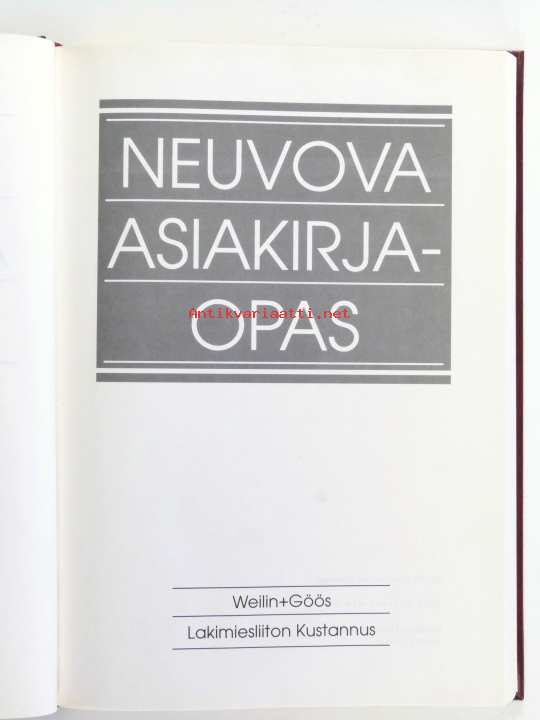 NEUVOVA
ASIAKIRJA-
OPAS
Antikvariaatti.net
Weilin+Göös
Lakimiesliiton Kustannus